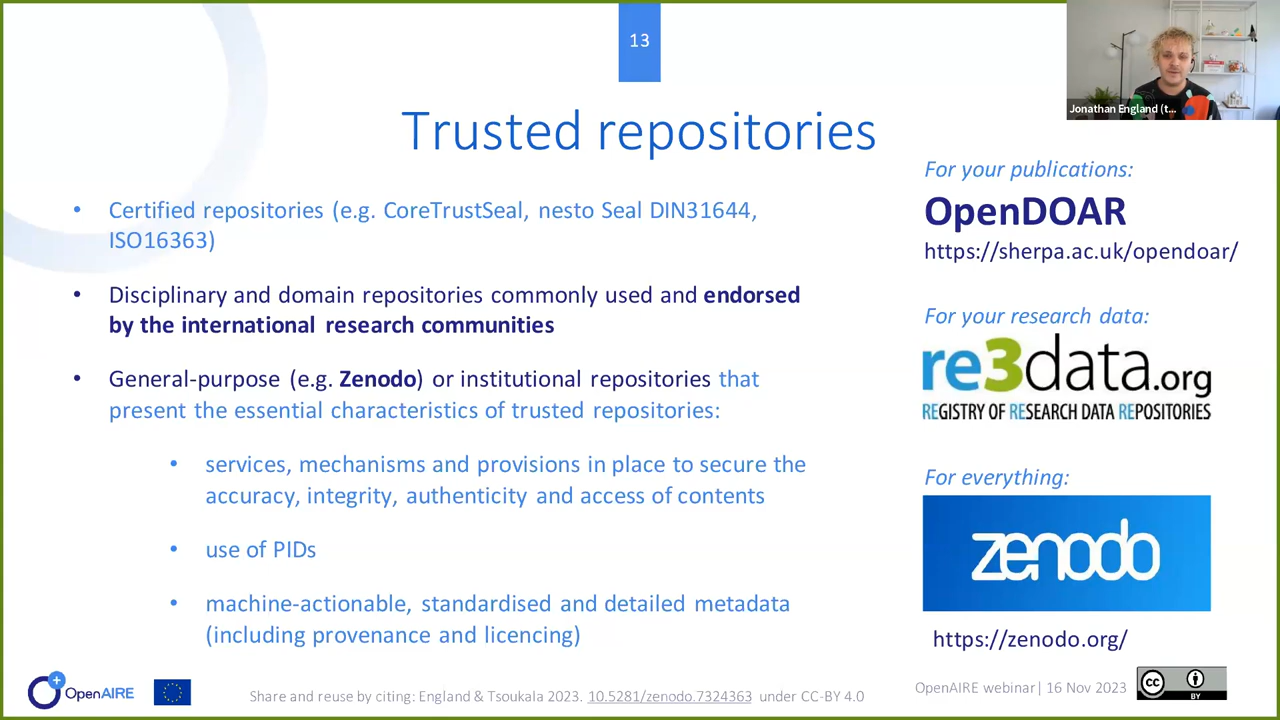 13
Jonathan England (t...
Trusted repositories
• Certified repositories (e.g. CoreTrustSeal, nesto Seal DIN31644,
ISO16363)
• Disciplinary and domain repositories commonly used and endorsed
by the international research communities
• General-purpose (e.g. Zenodo) or institutional repositories that
present the essential characteristics of trusted repositories:
• services, mechanisms and provisions in place to secure the
accuracy, integrity, authenticity and access of contents
• use of PIDs
• machine-actionable, standardised and detailed metadata
(including provenance and licencing)
For your publications:
OpenDOAR
https://sherpa.ac.uk/opendoar/
For your research data:
re3data.org
REGISTRY OF RESEARCH DATA REPOSITORIES
For everything:
zenodo
https://zenodo.org/
OpenAIRE
Share and reuse by citing: England & Tsoukala 2023. 10.5281/zenodo.7324363 under CC-BY 4.0
OpenAIRE webinar| 16 Nov 2023
cc
BY